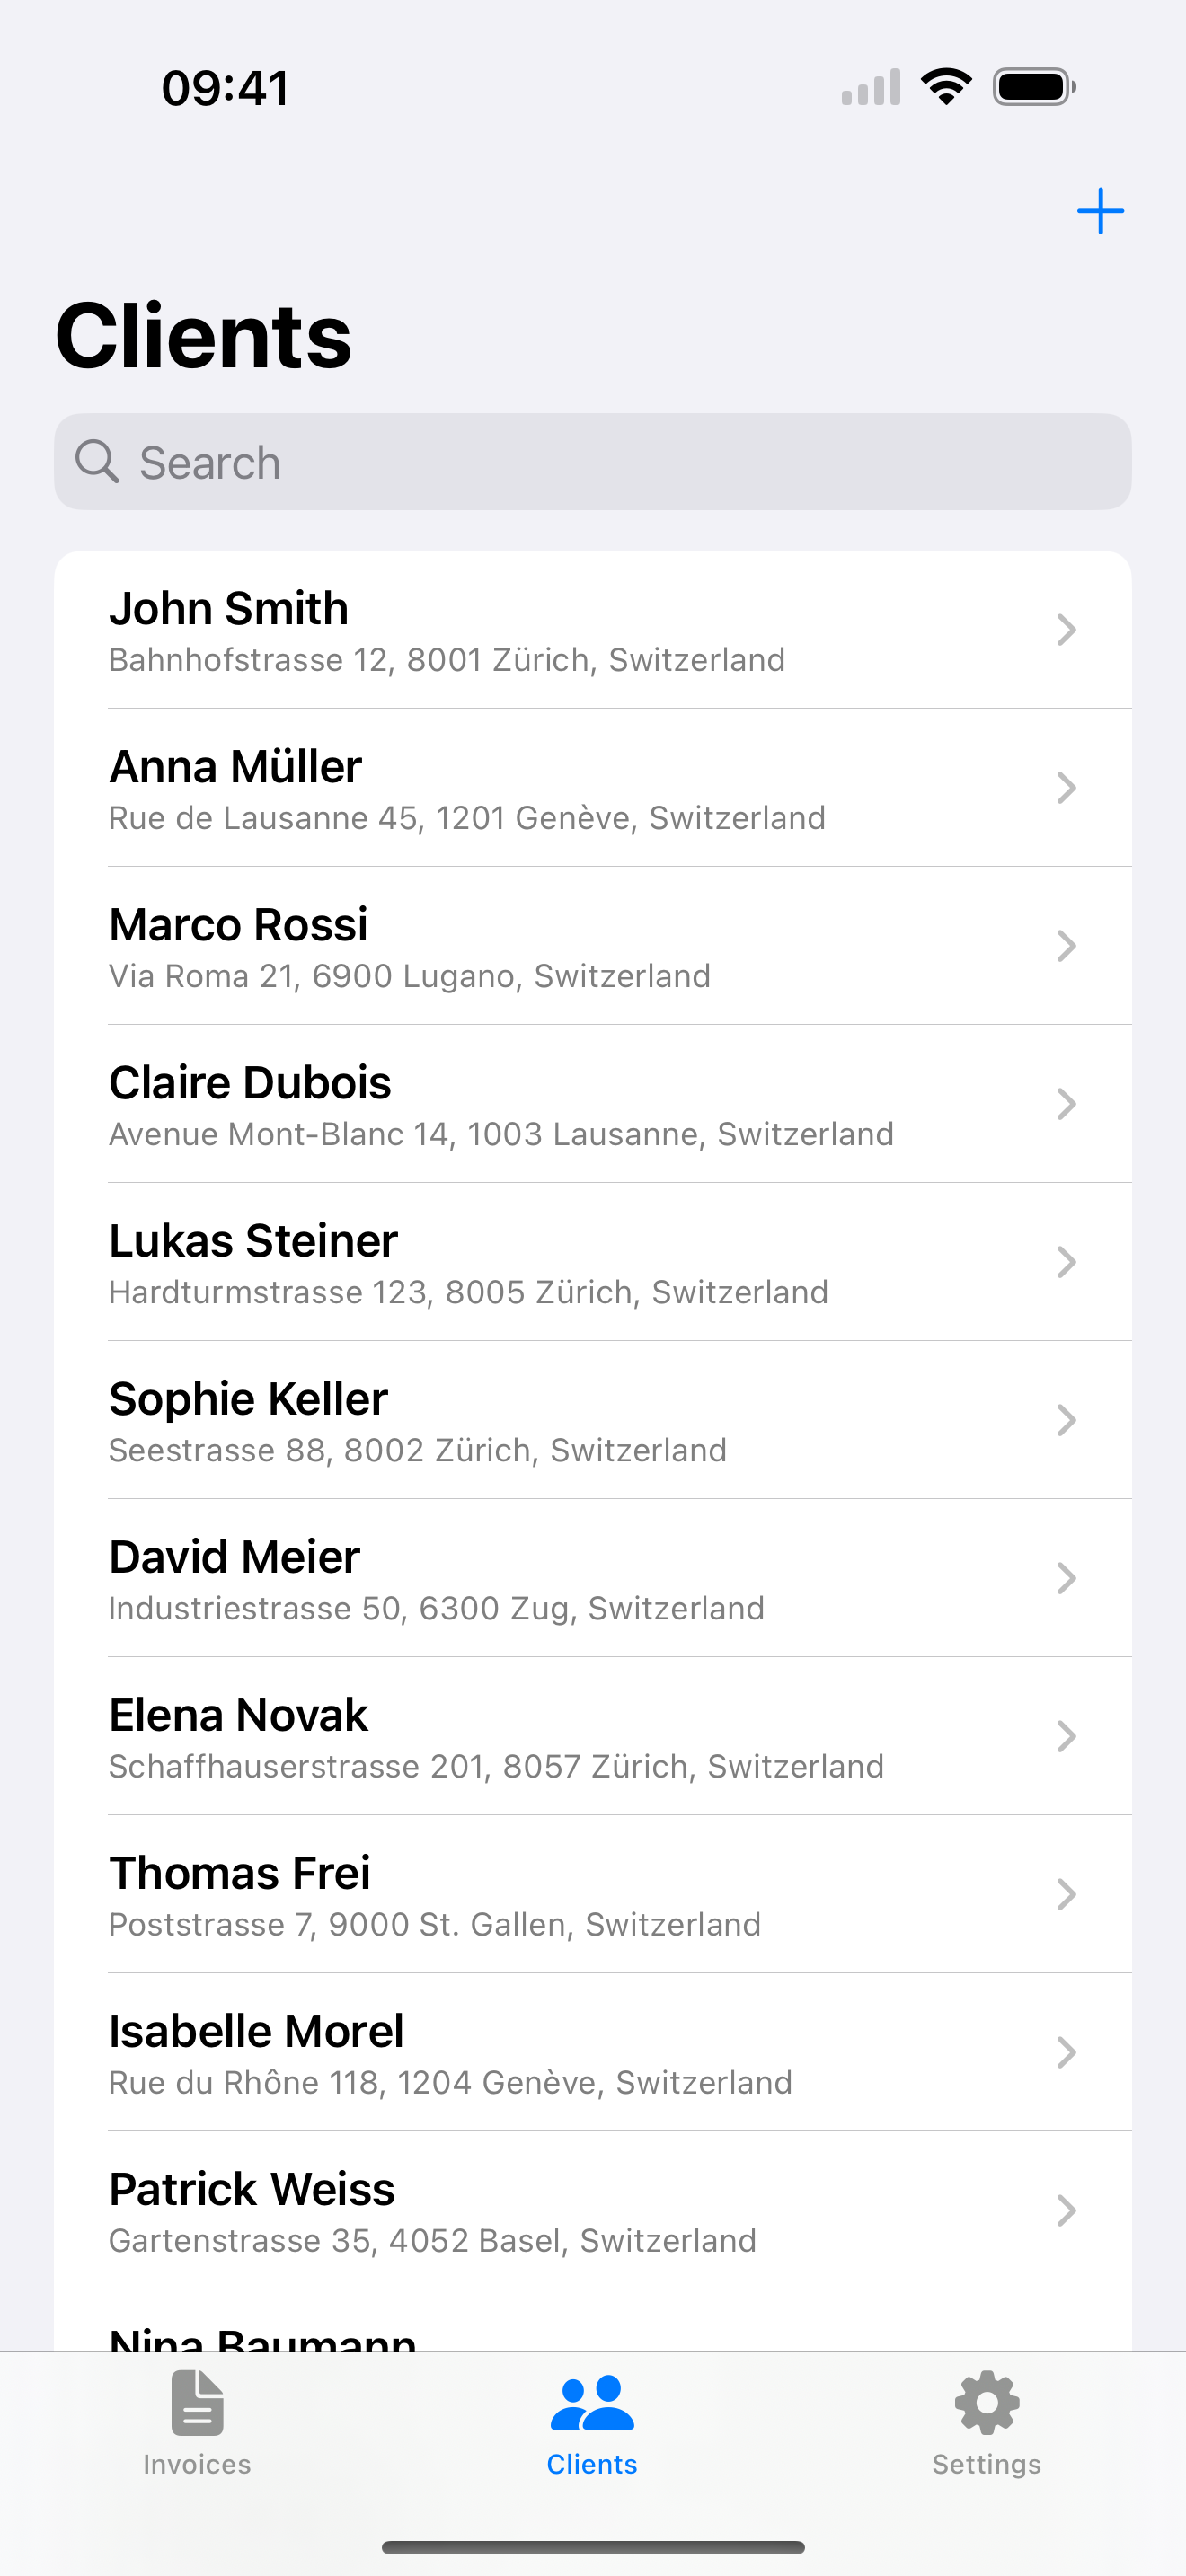 09:41
Clients
Search
John Smith
Bahnhofstrasse 12, 8001 Zürich, Switzerland
Anna Müller
Rue de Lausanne 45, 1201 Genève, Switzerland
Marco Rossi
Via Roma 21, 6900 Lugano, Switzerland
Claire Dubois
Avenue Mont-Blanc 14, 1003 Lausanne, Switzerland
Lukas Steiner
Hardturmstrasse 123, 8005 Zürich, Switzerland
Sophie Keller
Seestrasse 88, 8002 Zürich, Switzerland
David Meier
Industriestrasse 50, 6300 Zug, Switzerland
Elena Novak
Schaffhauserstrasse 201, 8057 Zürich, Switzerland
Thomas Frei
Poststrasse 7, 9000 St. Gallen, Switzerland
Isabelle Morel
Rue du Rhône 118, 1204 Genève, Switzerland
Patrick Weiss
Gartenstrasse 35, 4052 Basel, Switzerland
Nina Baumann
Invoices
Clients
Settings